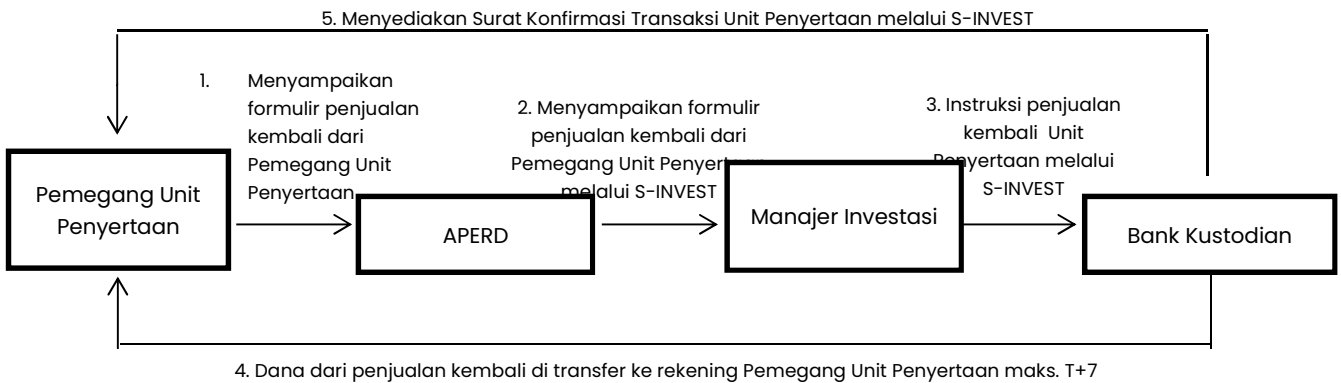 5. Menyediakan Surat Konfirmasi Transaksi Unit Penyertaan melalui S-INVEST
1. Menyampaikan
formulir penjualan
kembali dari
Pemegang Unit
Penyertaan
2. Menyampaikan formulir
penjualan kembali dari
Pemegang Unit Penyertaan
melalui S-INVEST
3. Instruksi penjualan
kembali Unit
Penyertaan melalui
S-INVEST
Pemegang Unit
Penyertaan
APERD
Manajer Investasi
Bank Kustodian
4. Dana dari penjualan kembali di transfer ke rekening Pemegang Unit Penyertaan maks. T+7